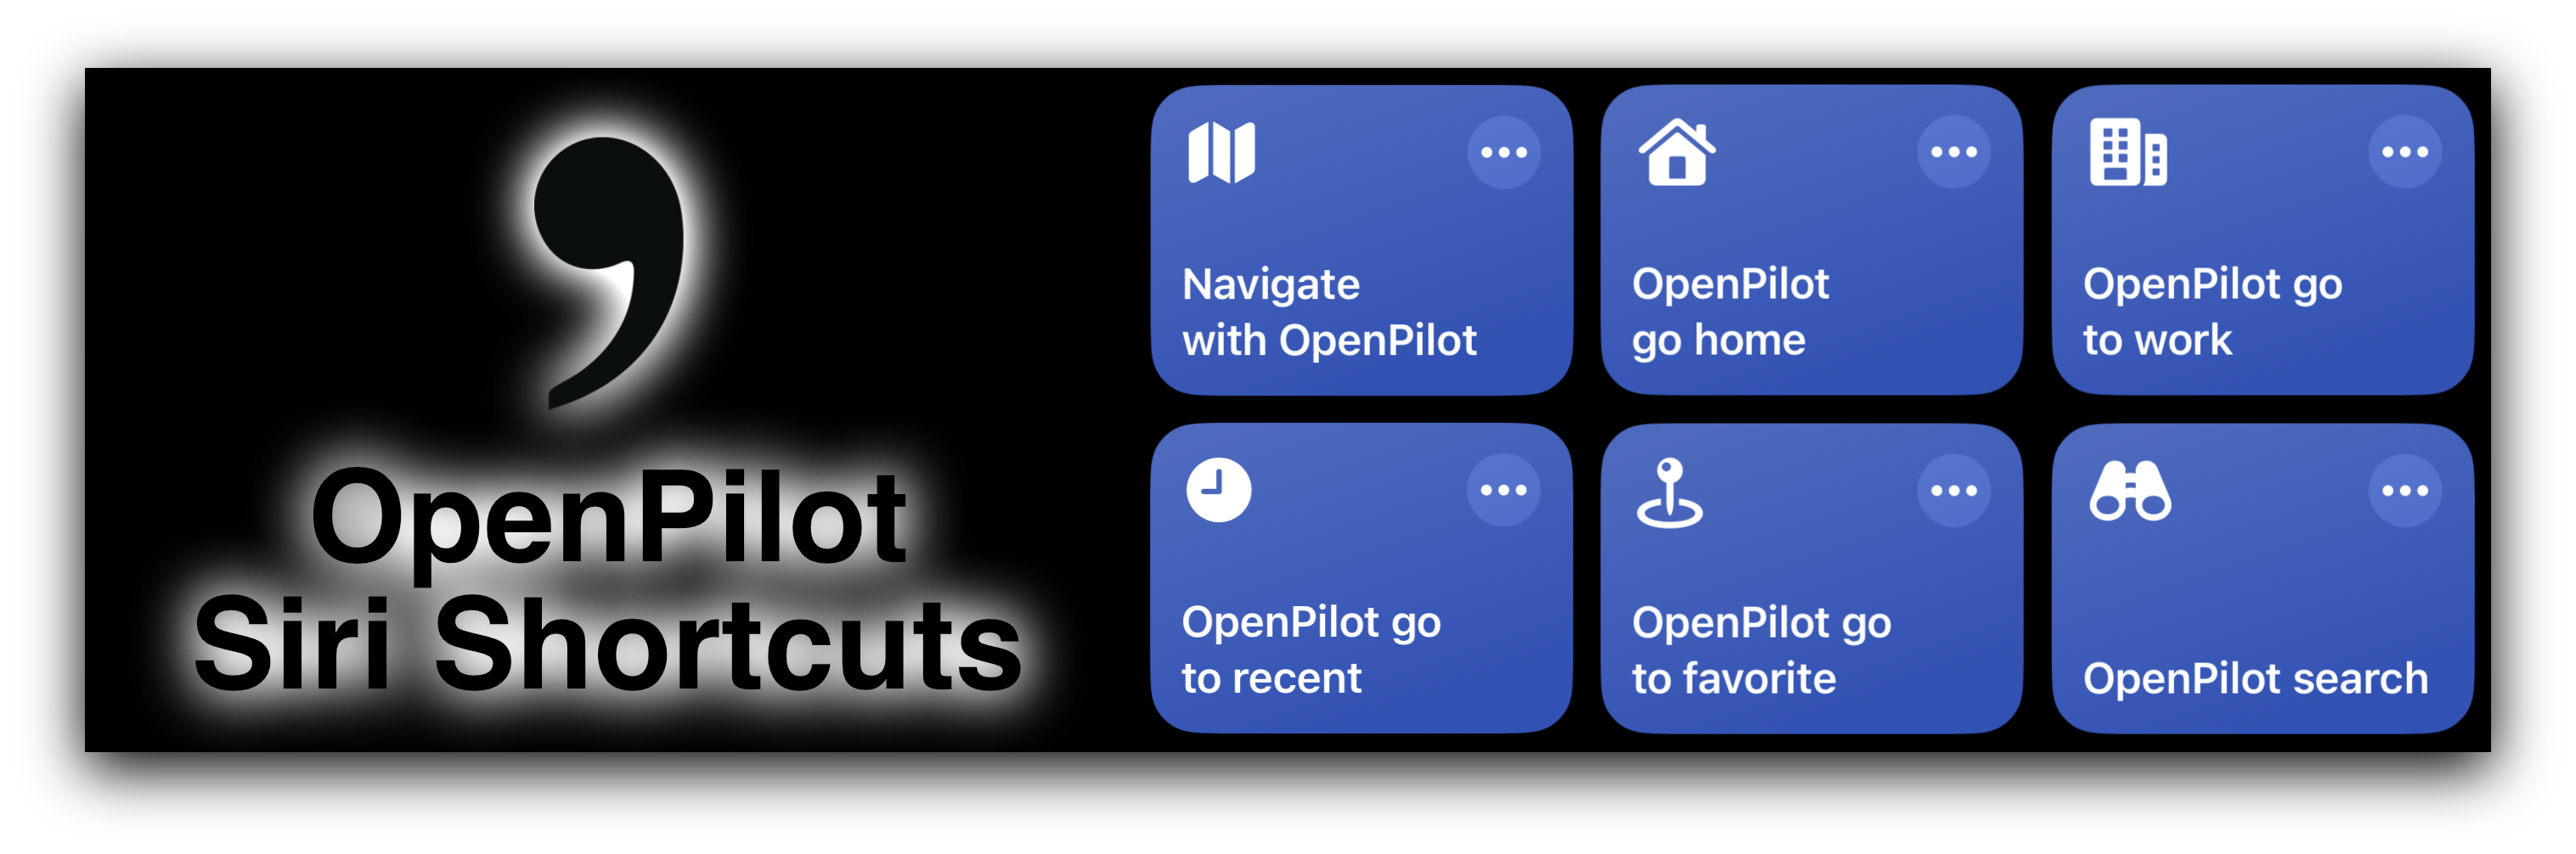 OpenPilot
Siri Shortcuts
Navigate
with OpenPilot
OpenPilot
go home
OpenPilot go
to work
OpenPilot go
to recent
OpenPilot go
to favorite
OpenPilot search